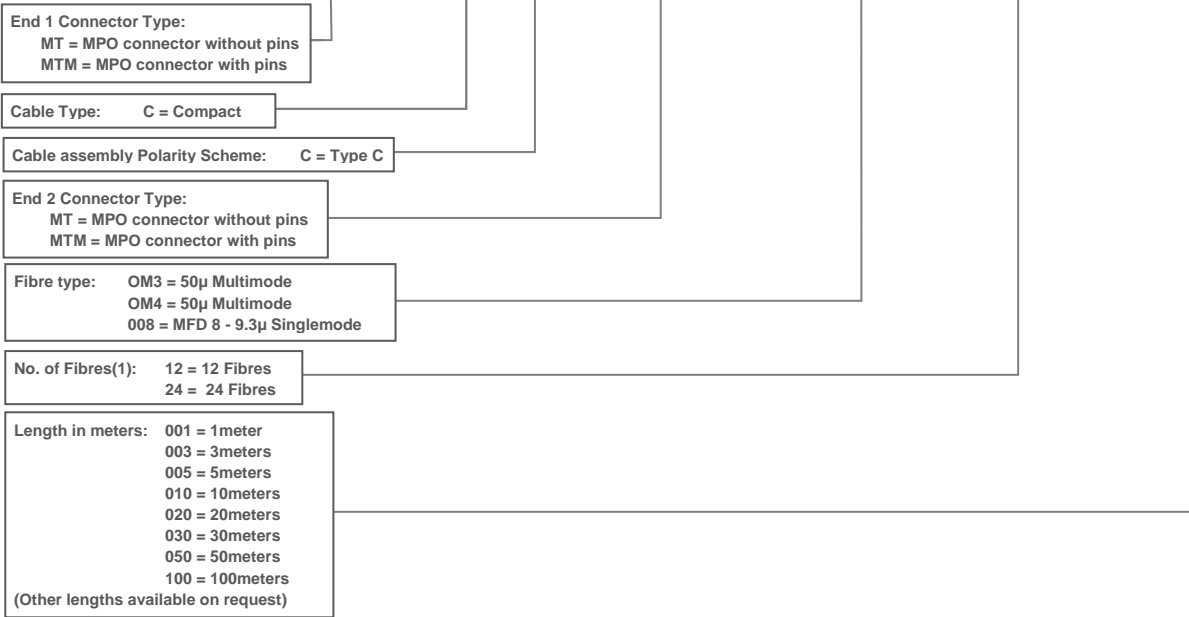 End 1 Connector Type:
MT = MPO connector without pins
MTM = MPO connector with pins
Cable Type: C = Compact
Cable assembly Polarity Scheme: C = Type C
End 2 Connector Type:
MT = MPO connector without pins
MTM = MPO connector with pins
Fibre type: OM3 = 50µ Multimode
OM4 = 50µ Multimode
008 = MFD 8 - 9.3µ Singlemode
No. of Fibres(1): 12 = 12 Fibres
24 = 24 Fibres
Length in meters: 001 = 1meter
003 = 3meters
005 = 5meters
010 = 10meters
020 = 20meters
030 = 30meters
050 = 50meters
100 = 100meters
(Other lengths available on request)